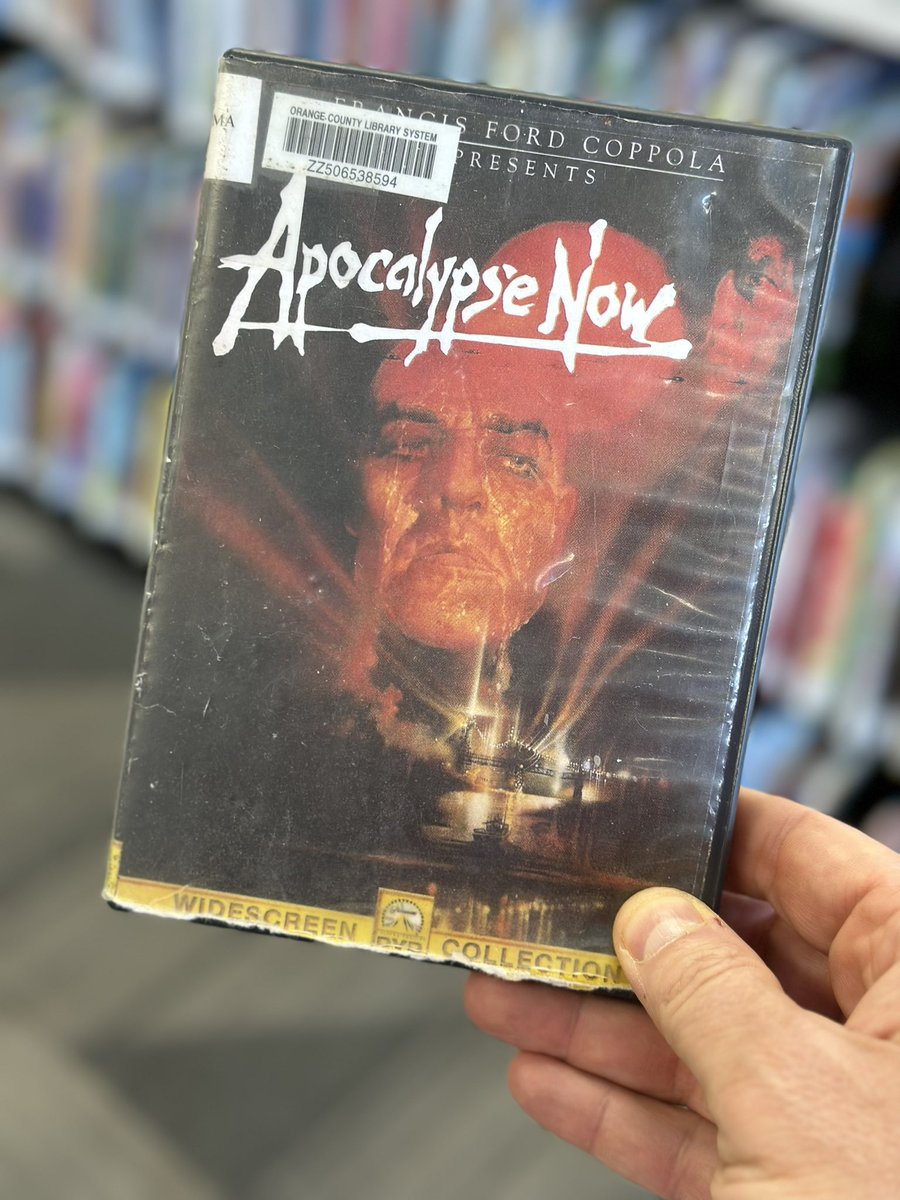 MA
ORANGE COUNTY LIBRARY SYSTEM
ZZ506538594
FRANCIS FORD COPPOLA
PRESENTS
Apocalypse Now
WIDESCREEN DVD COLLECTION